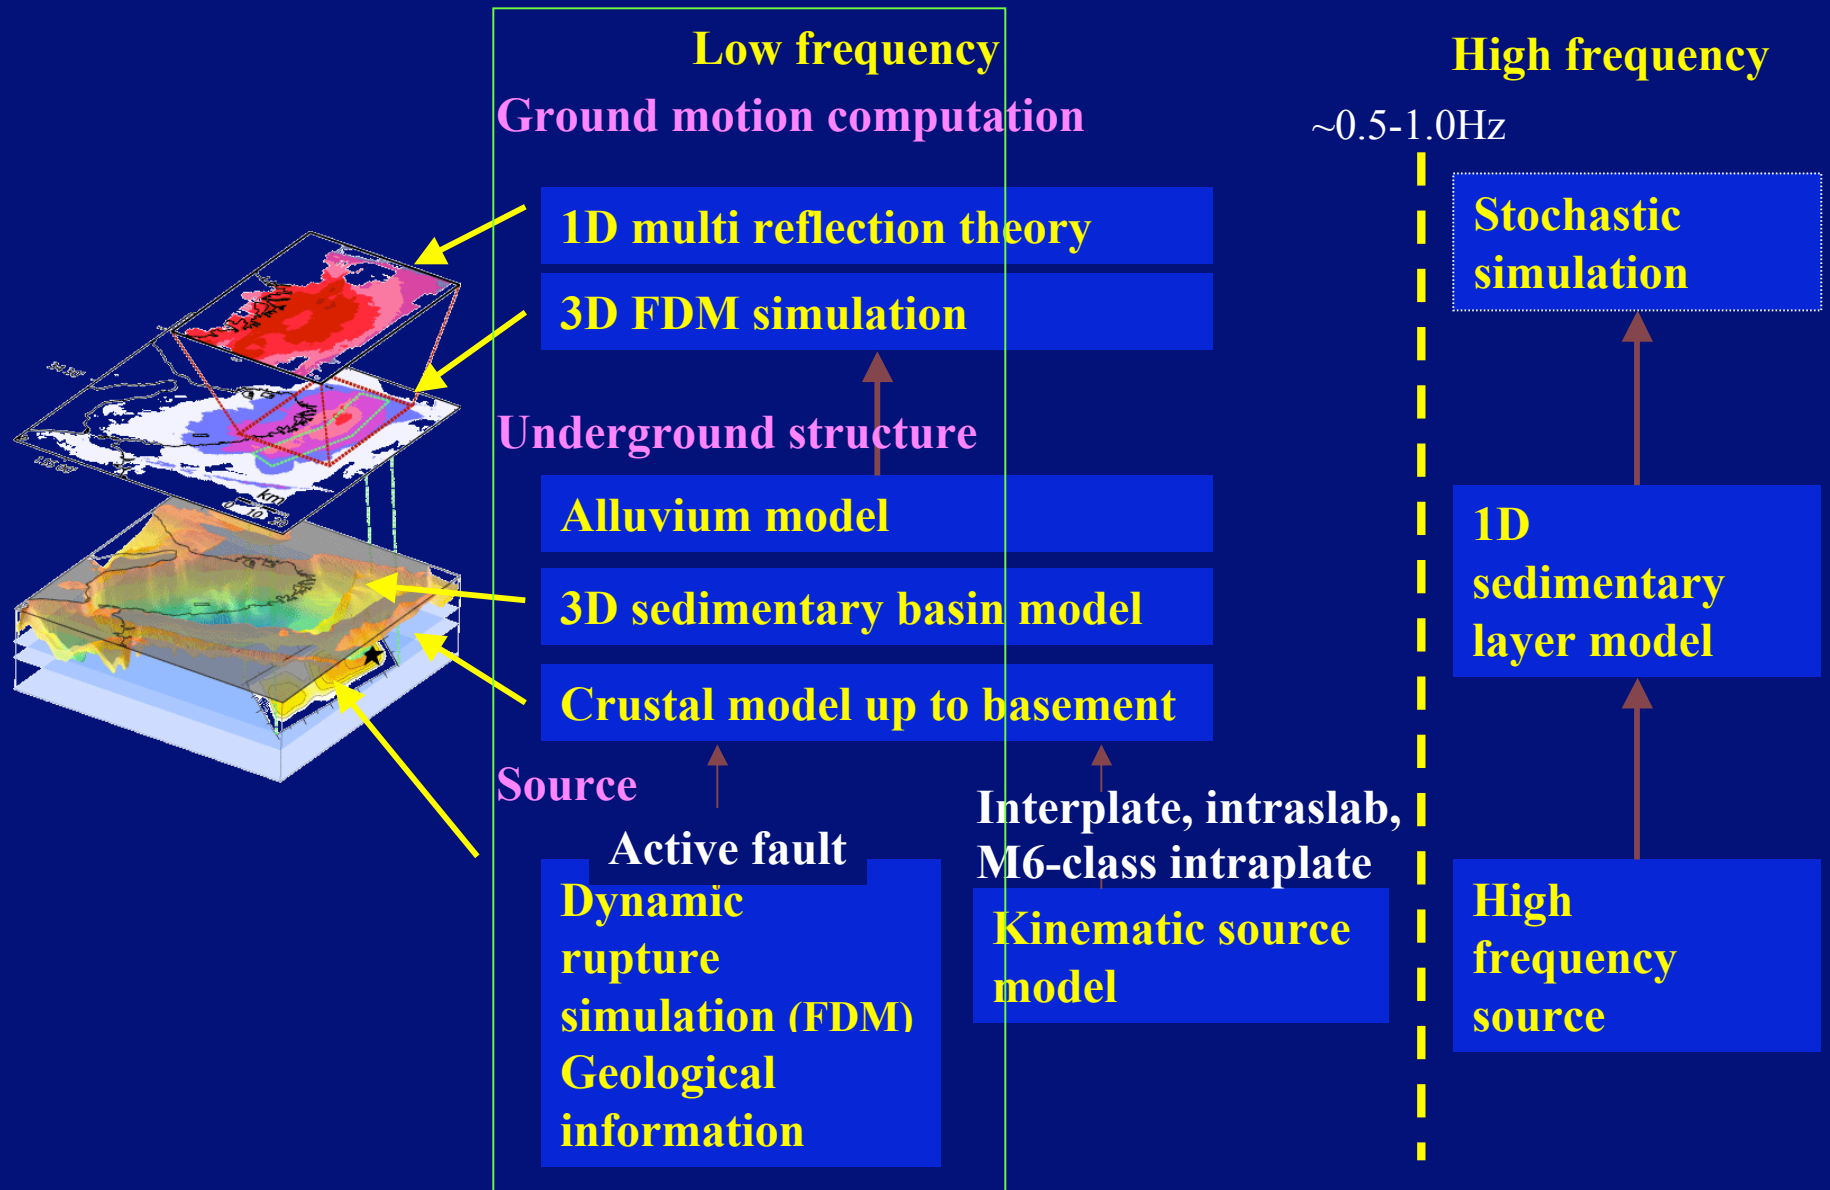 Low frequency
High frequency
Ground motion computation
~0.5-1.0Hz
1D multi reflection theory
3D FDM simulation
Stochastic
simulation
Underground structure
Alluvium model
3D sedimentary basin model
Crustal model up to basement
1D
sedimentary
layer model
Source
Active fault
Interplate, intraslab,
M6-class intraplate
Dynamic
rupture
simulation (FDM)
Geological
information
Kinematic source
model
High
frequency
source
km